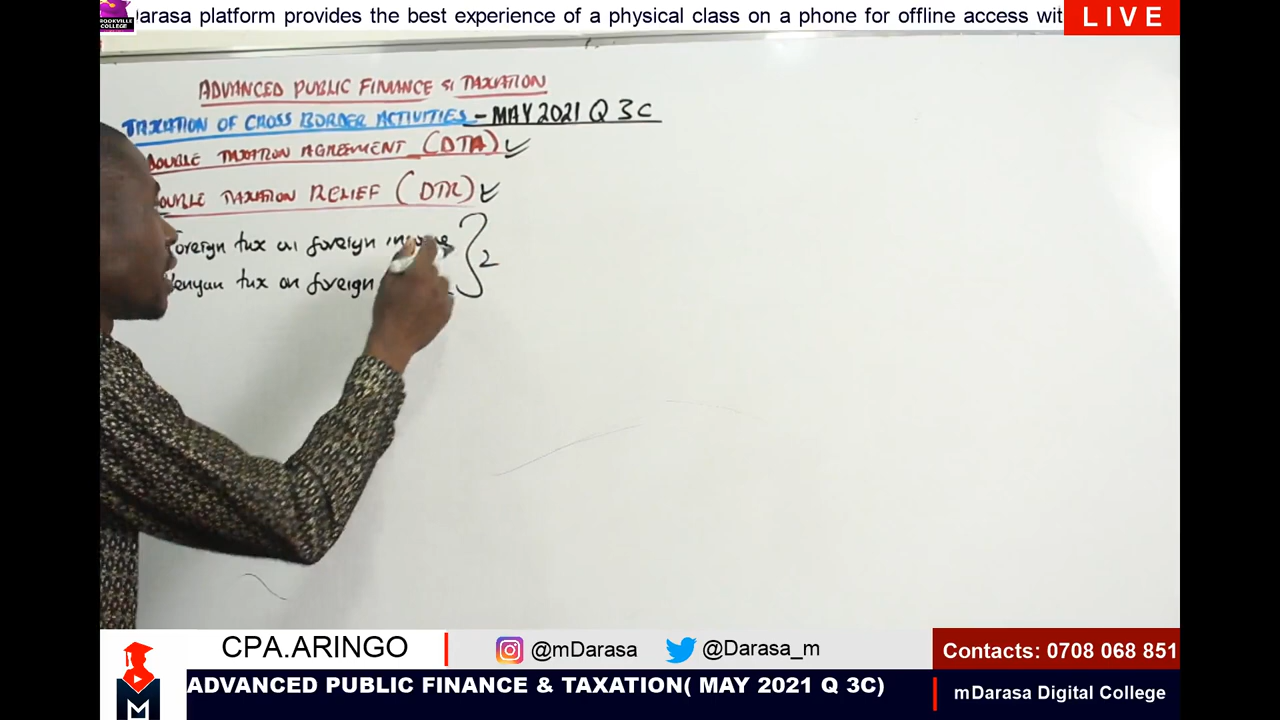 darasa platform provides the best experience of a physical class on a phone for offline access wit
LIVE
BOOKVILLE
COLLEGE
ADVANCED PUBLIC FINANCE & TAXATION
TAXATION OF CROSS BORDER ACTIVITIES - MAY 2021 Q 3C
DOUBLE TAXATION AGREEMENT (DTA) ✓
DOUBLE TAXATION RELIEF (DTR) ✓
Foreign tax on foreign income
Kenyan tax on foreign
2
CPA.ARINGO
@mDarasa
@Darasa_m
Contacts: 0708 068 851
M
ADVANCED PUBLIC FINANCE & TAXATION( MAY 2021 Q 3C)
mDarasa Digital College